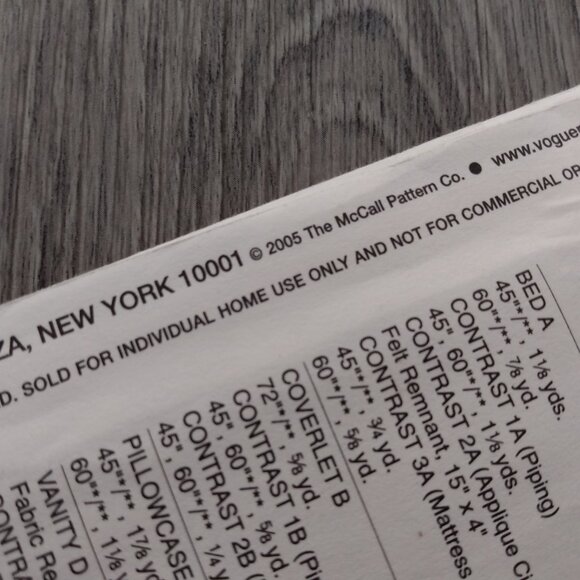 ZA, NEW YORK 10001 © 2005 The McCall Pattern Co. ● www.vogue
D. SOLD FOR INDIVIDUAL HOME USE ONLY AND NOT FOR COMMERCIAL OR
BED A
45"*/**, 1⅛ yds.
60"*/**, ⅞ yd.
CONTRAST 1A (Piping)
45", 60"*/**, 1⅛ yds.
CONTRAST 2A (Applique Ci
Felt Remnant, 15" x 4"
CONTRAST 3A (Mattress
45"*/**, ¾ yd.
60"*/**, ⅝ yd.
COVERLET B
72"*/**, ⅝ yd.
CONTRAST 1B (Pi
45", 60"*/**, ⅝ yd.
CONTRAST 2B (
45", 60"*/**, ¼ y
PILLOWCASE
45"*/**, 1⅞ yds
60"*/**, 1⅛ y
VANITY D
Fabric Re
CONTRA